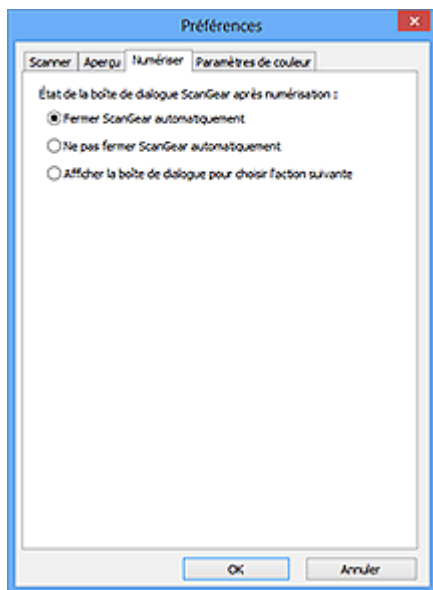 Préférences
Scanner Aperçu Numériser Paramètres de couleur
État de la boîte de dialogue ScanGear après numérisation :
Fermer ScanGear automatiquement
Ne pas fermer ScanGear automatiquement
Afficher la boîte de dialogue pour choisir l'action suivante
OK Annuler